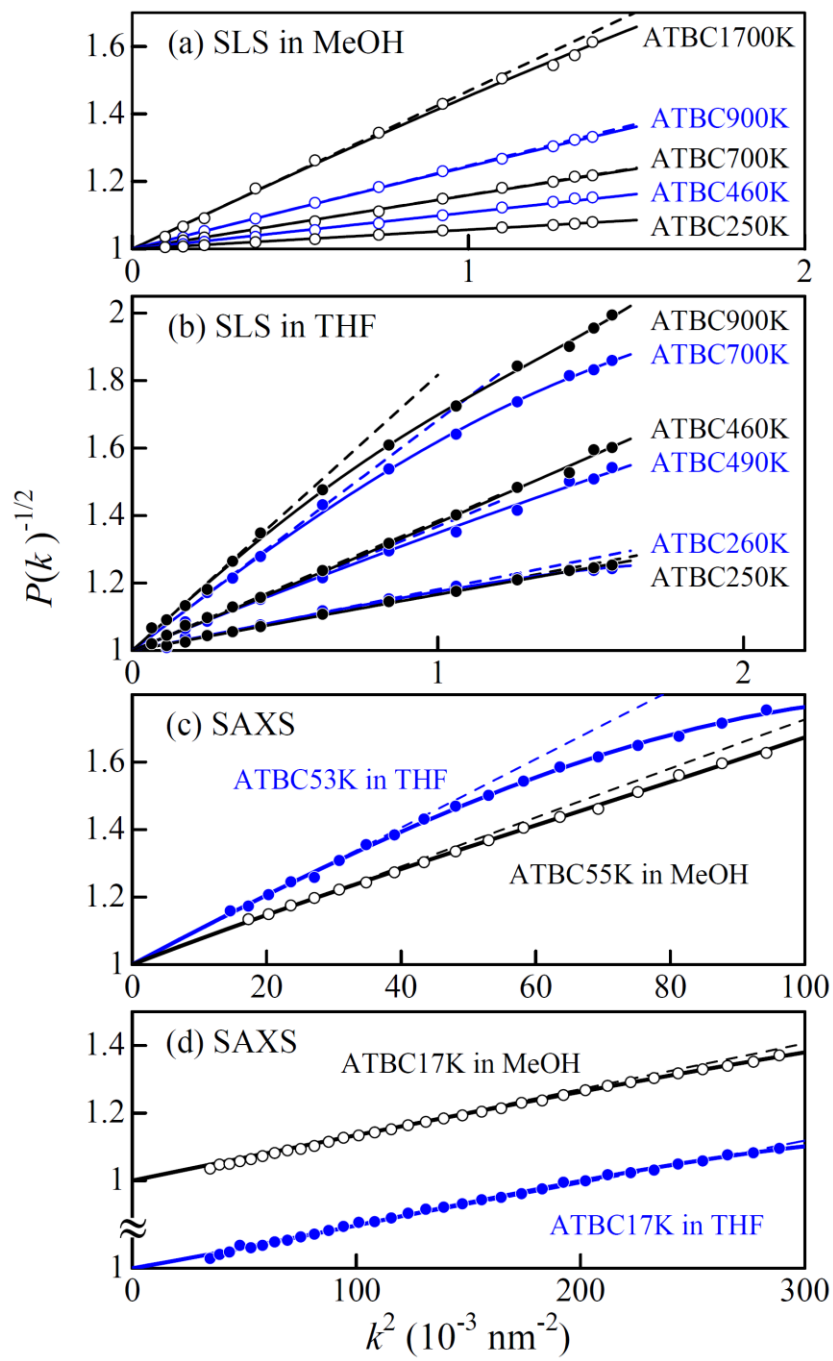 (a) SLS in MeOH
ATBC1700K
ATBC900K
ATBC700K
ATBC460K
ATBC250K
1.6
1.4
1.2
1
0
1
2
(b) SLS in THF
ATBC900K
ATBC700K
ATBC460K
ATBC490K
ATBC260K
ATBC250K
2
1.8
1.6
1.4
1.2
1
0
1
2
P(k)^{-1/2}
(c) SAXS
ATBC53K in THF
ATBC55K in MeOH
1.6
1.4
1.2
1
0
20
40
60
80
100
(d) SAXS
ATBC17K in MeOH
ATBC17K in THF
1.4
1.2
1
1
0
100
200
300
k² (10⁻³ nm⁻²)